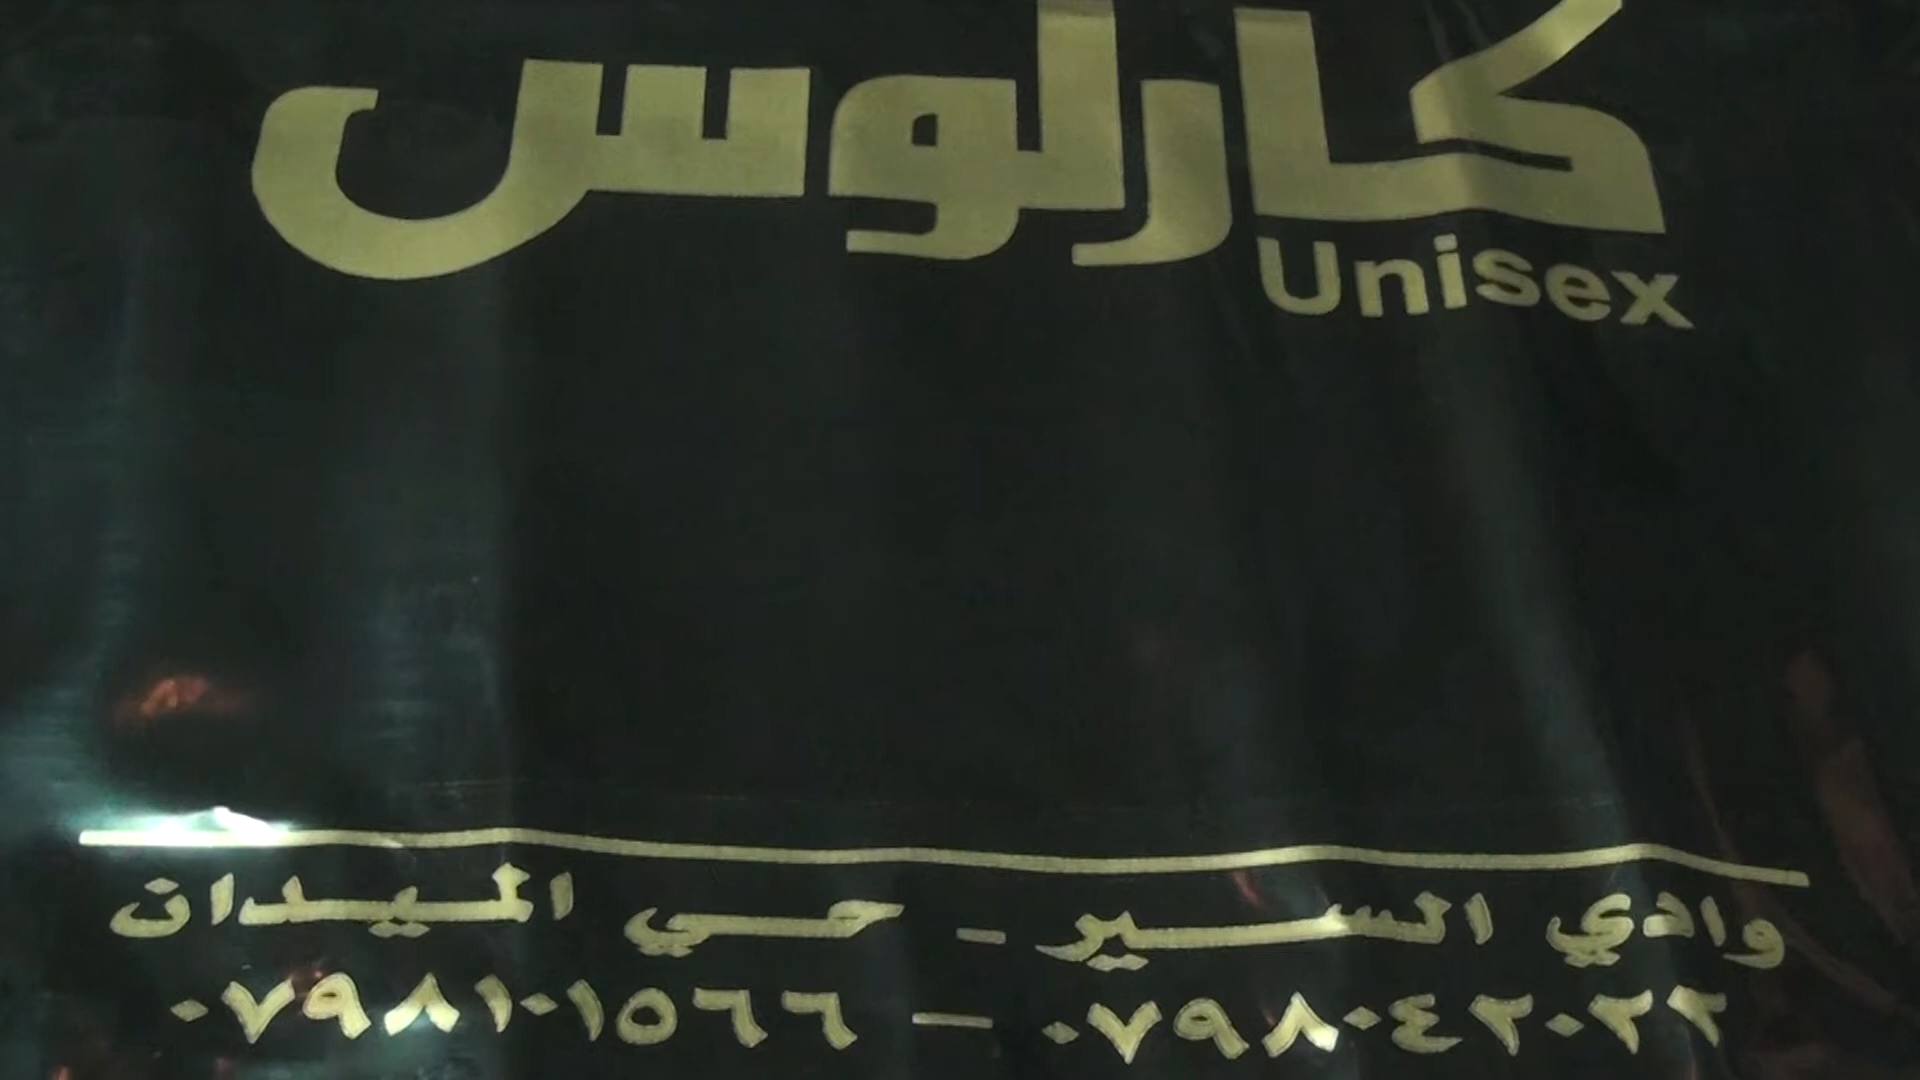 كارلوس
Unisex
وادي السير - حي الميدان
٠٧٩٨١٠١٥٦٦ - ٠٧٩٨٠٤٢٠٢٢